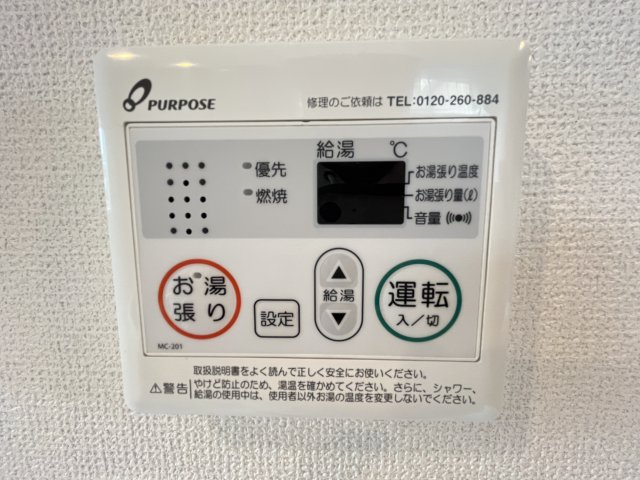 PURPOSE
修理のご依頼は TEL:0120-260-884
給湯 ℃
優先
燃焼
お湯張り温度
お湯張り量(ℓ)
音量
お湯張り
設定
▲
給湯
▼
運転
入/切
MC-201
取扱説明書をよく読んで正しく安全にお使いください。
⚠警告
やけど防止のため、湯温を確かめてください。さらに、シャワー、
給湯の使用中は、使用者以外お湯の温度を変更しないでください。